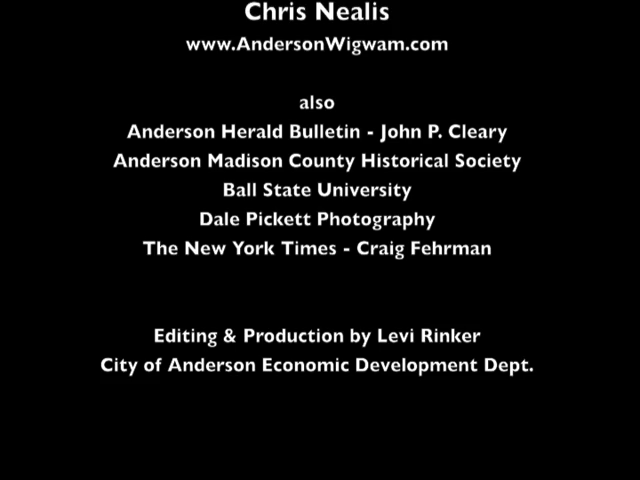 Chris Nealis
www.AndersonWigwam.com
also
Anderson Herald Bulletin - John P. Cleary
Anderson Madison County Historical Society
Ball State University
Dale Pickett Photography
The New York Times - Craig Fehrman
Editing & Production by Levi Rinker
City of Anderson Economic Development Dept.